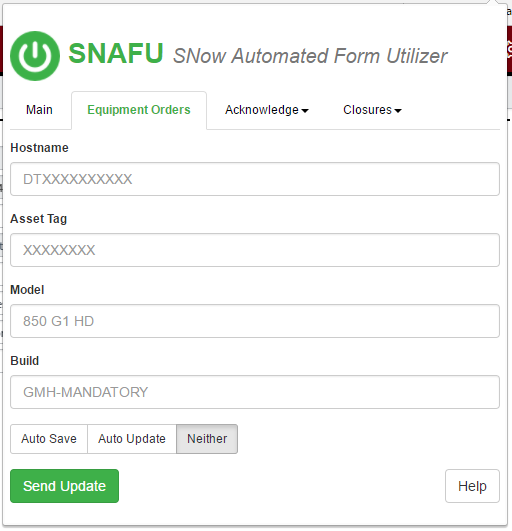 SNAFU SNow Automated Form Utilizer
Main Equipment Orders Acknowledge Closures
Hostname
DTXXXXXXXXXX
Asset Tag
XXXXXXXX
Model
850 G1 HD
Build
GMH-MANDATORY
Auto Save Auto Update Neither
Send Update Help